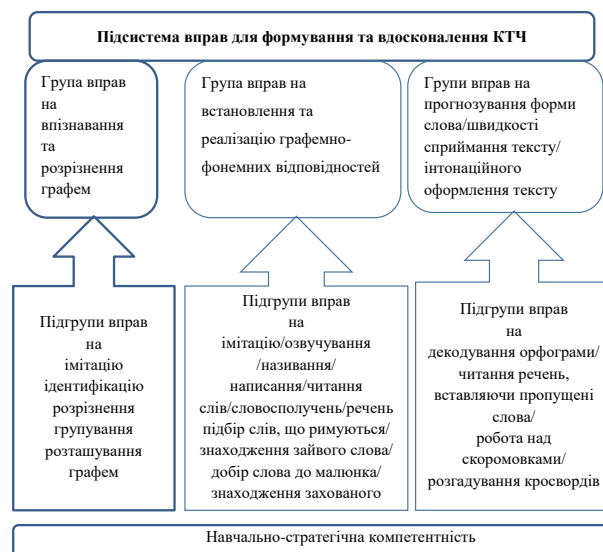 Підсистема вправ для формування та вдосконалення КТЧ
Група вправ
на
впізнавання
та
розрізнення
графем
Група вправ на
встановлення та
реалізацію графемно-
фонемних відповідностей
Групи вправ на
прогнозування форми
слова/швидкості
сприймання тексту/
інтонаційного
оформлення тексту
Підгрупи вправ
на
імітацію
ідентифікацію
розрізнення
групування
розташування
графем
Підгрупи вправ
на
імітацію/озвучування
/називання/
написання/читання
слів/словосполучень/речень
підбір слів, що римуються/
знаходження зайвого слова/
добір слова до малюнка/
знаходження захованого
Підгрупи вправ
на
декодування орфограми/
читання речень,
вставляючи пропущені
слова/
робота над
скоромовками/
розгадування кросвордів
Навчально-стратегічна компетентність